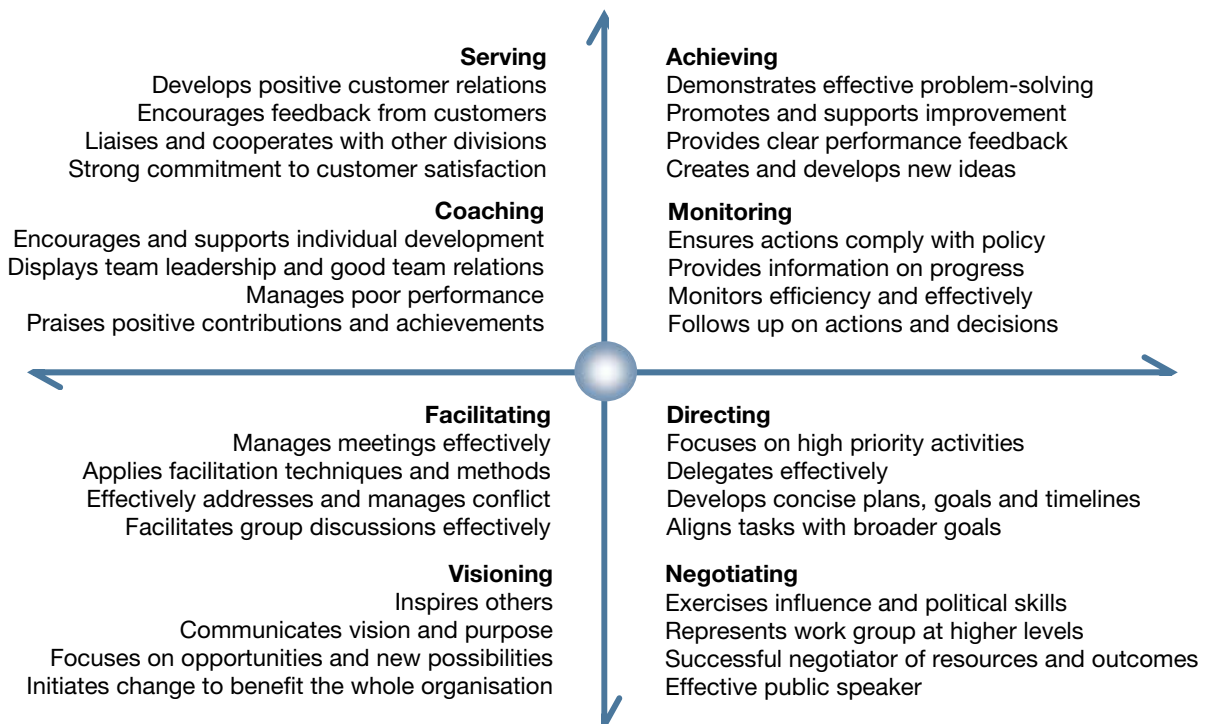 Serving
Develops positive customer relations
Encourages feedback from customers
Liaises and cooperates with other divisions
Strong commitment to customer satisfaction
Coaching
Encourages and supports individual development
Displays team leadership and good team relations
Manages poor performance
Praises positive contributions and achievements
Achieving
Demonstrates effective problem-solving
Promotes and supports improvement
Provides clear performance feedback
Creates and develops new ideas
Monitoring
Ensures actions comply with policy
Provides information on progress
Monitors efficiency and effectively
Follows up on actions and decisions
Facilitating
Manages meetings effectively
Applies facilitation techniques and methods
Effectively addresses and manages conflict
Facilitates group discussions effectively
Visioning
Inspires others
Communicates vision and purpose
Focuses on opportunities and new possibilities
Initiates change to benefit the whole organisation
Directing
Focuses on high priority activities
Delegates effectively
Develops concise plans, goals and timelines
Aligns tasks with broader goals
Negotiating
Exercises influence and political skills
Represents work group at higher levels
Successful negotiator of resources and outcomes
Effective public speaker